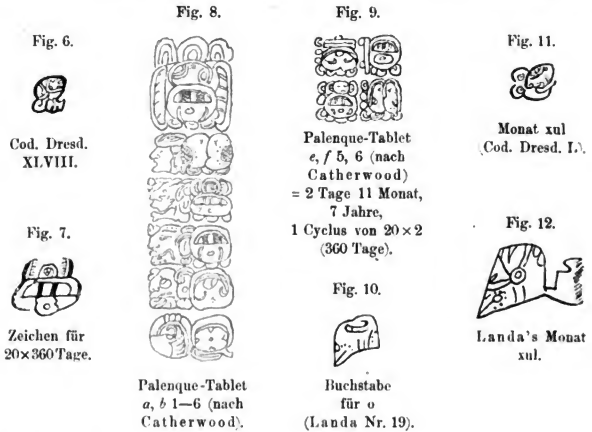 Fig. 6.
Cod. Dresd.
XLVIII.
Fig. 7.
Zeichen für
20×360 Tage.
Fig. 8.
Palenque-Tablet
a, b 1—6 (nach
Catherwood).
Fig. 9.
Palenque-Tablet
e, f 5, 6 (nach
Catherwood)
= 2 Tage 11 Monat,
7 Jahre,
1 Cyclus von 20×2
(360 Tage).
Fig. 10.
Buchstabe
für o
(Landa Nr. 19).
Fig. 11.
Monat xul
(Cod. Dresd. L).
Fig. 12.
Landa's Monat
xul.